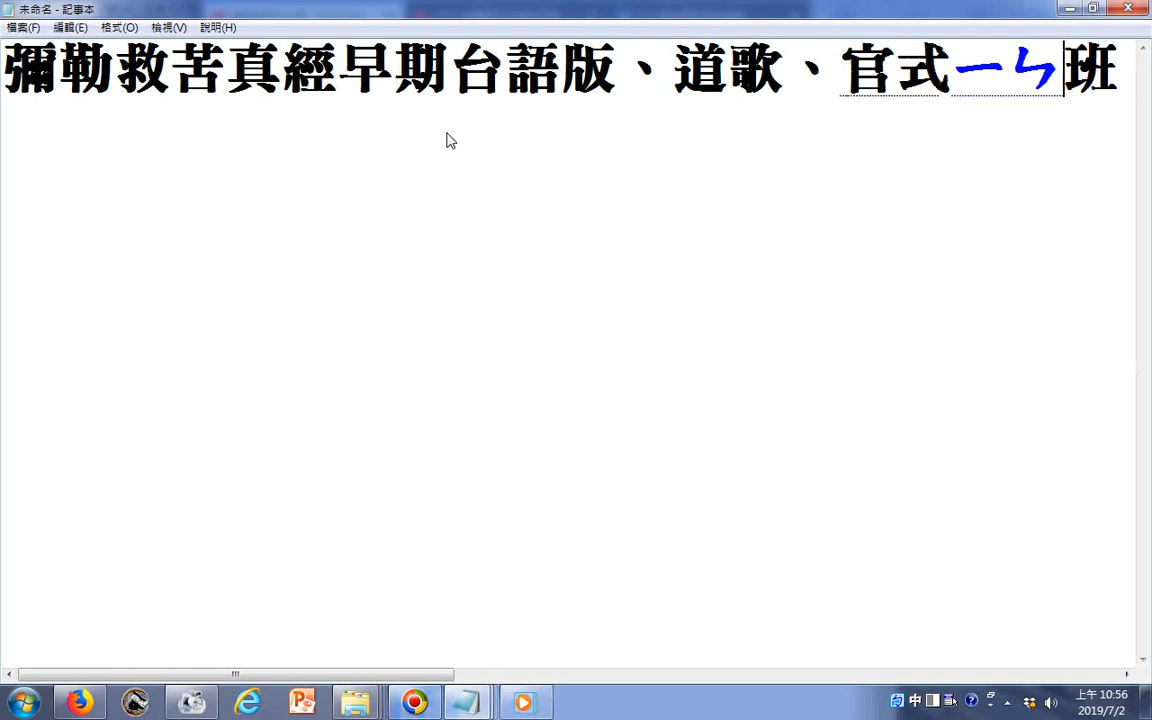 未命名 - 記事本
檔案(F) 編輯(E) 格式(O) 檢視(V) 說明(H)
彌勒救苦真經早期台語版、道歌、官式ㄧㄣ班
中
上午 10:56
2019/7/2